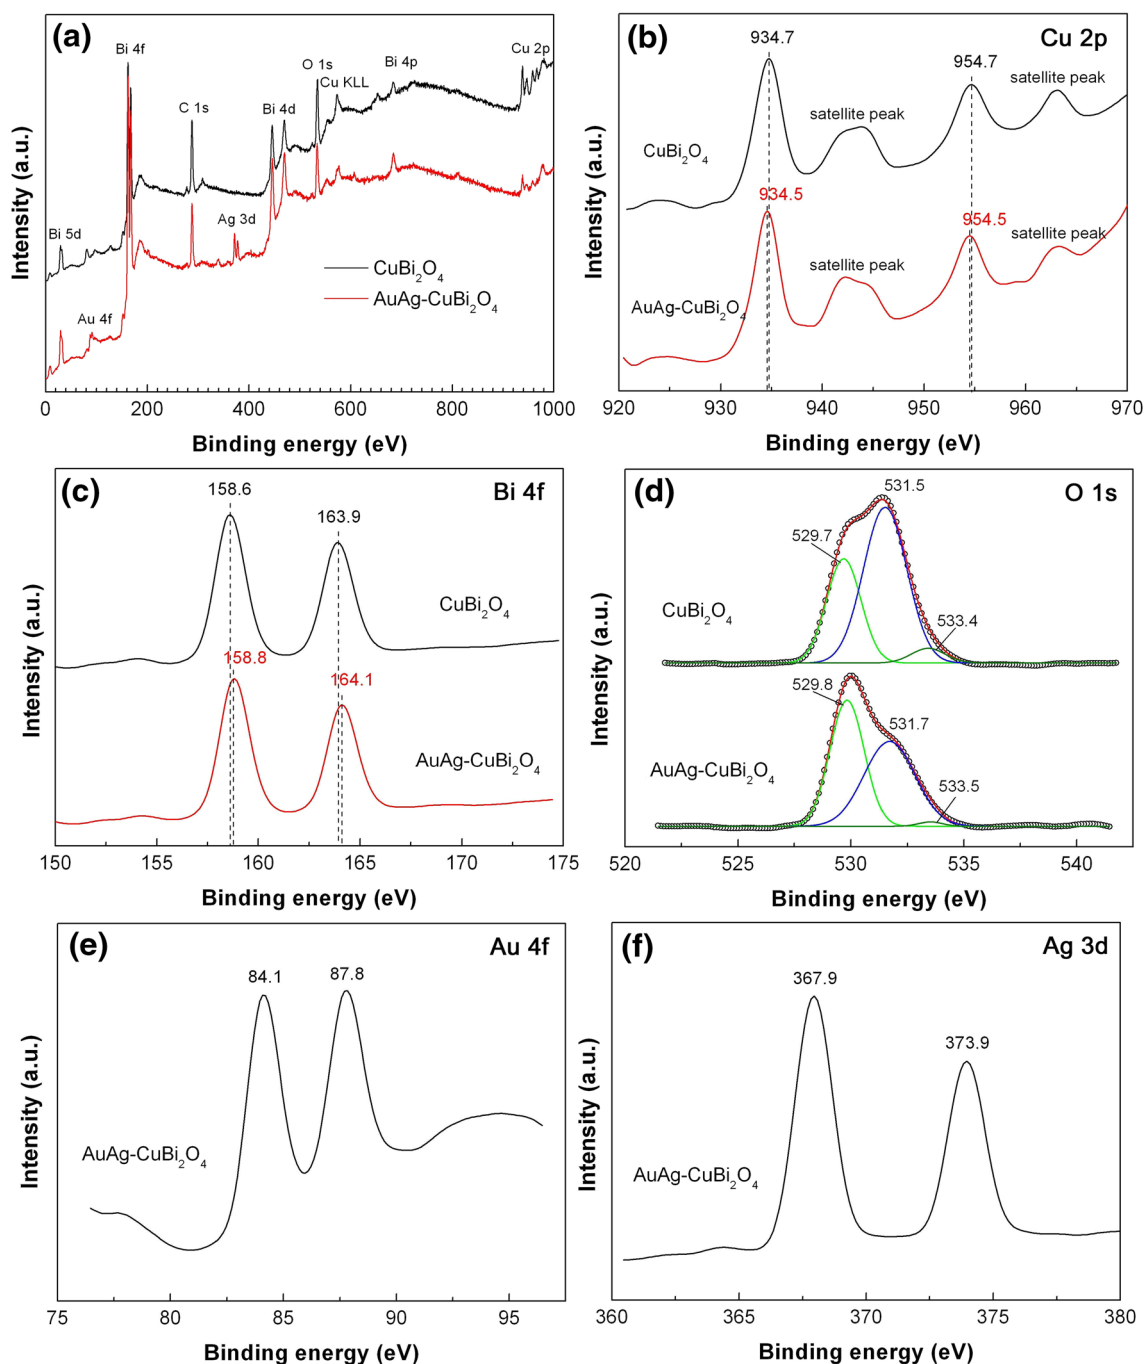 (a)
Bi 4f
Cu 2p
O 1s
Bi 4p
Cu KLL
C 1s
Bi 4d
Ag 3d
Bi 5d
Au 4f
CuBi₂O₄
AuAg-CuBi₂O₄
Intensity (a.u.)
0 200 400 600 800 1000
Binding energy (eV)
(b)
Cu 2p
934.7
954.7
satellite peak
satellite peak
CuBi₂O₄
934.5
954.5
satellite peak
satellite peak
AuAg-CuBi₂O₄
Intensity (a.u.)
920 930 940 950 960 970
Binding energy (eV)
(c)
Bi 4f
158.6
163.9
CuBi₂O₄
158.8
164.1
AuAg-CuBi₂O₄
Intensity (a.u.)
150 155 160 165 170 175
Binding energy (eV)
(d)
O 1s
531.5
529.7
CuBi₂O₄
533.4
529.8
531.7
AuAg-CuBi₂O₄
533.5
Intensity (a.u.)
520 525 530 535 540
Binding energy (eV)
(e)
Au 4f
84.1
87.8
AuAg-CuBi₂O₄
Intensity (a.u.)
75 80 85 90 95
Binding energy (eV)
(f)
Ag 3d
367.9
373.9
AuAg-CuBi₂O₄
Intensity (a.u.)
360 365 370 375 380
Binding energy (eV)